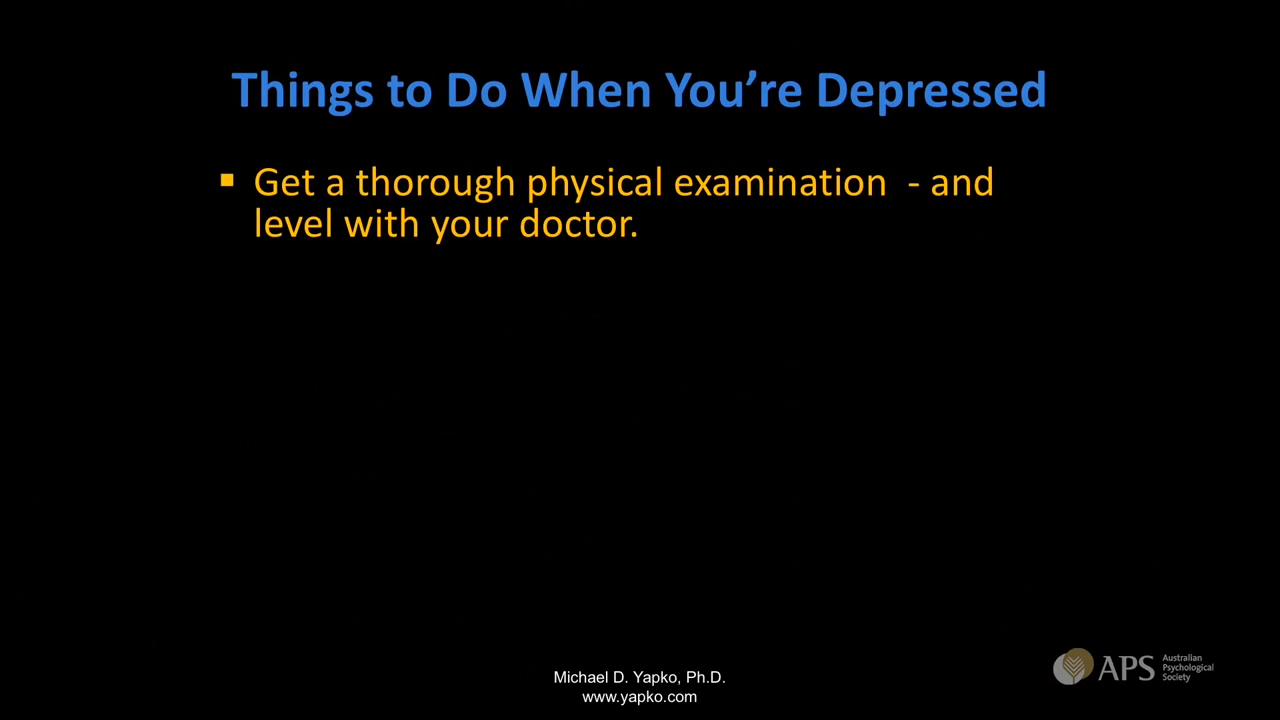 Things to Do When You’re Depressed
▪ Get a thorough physical examination  - and
level with your doctor.
Michael D. Yapko, Ph.D.
www.yapko.com
APS
Australian
Psychological
Society